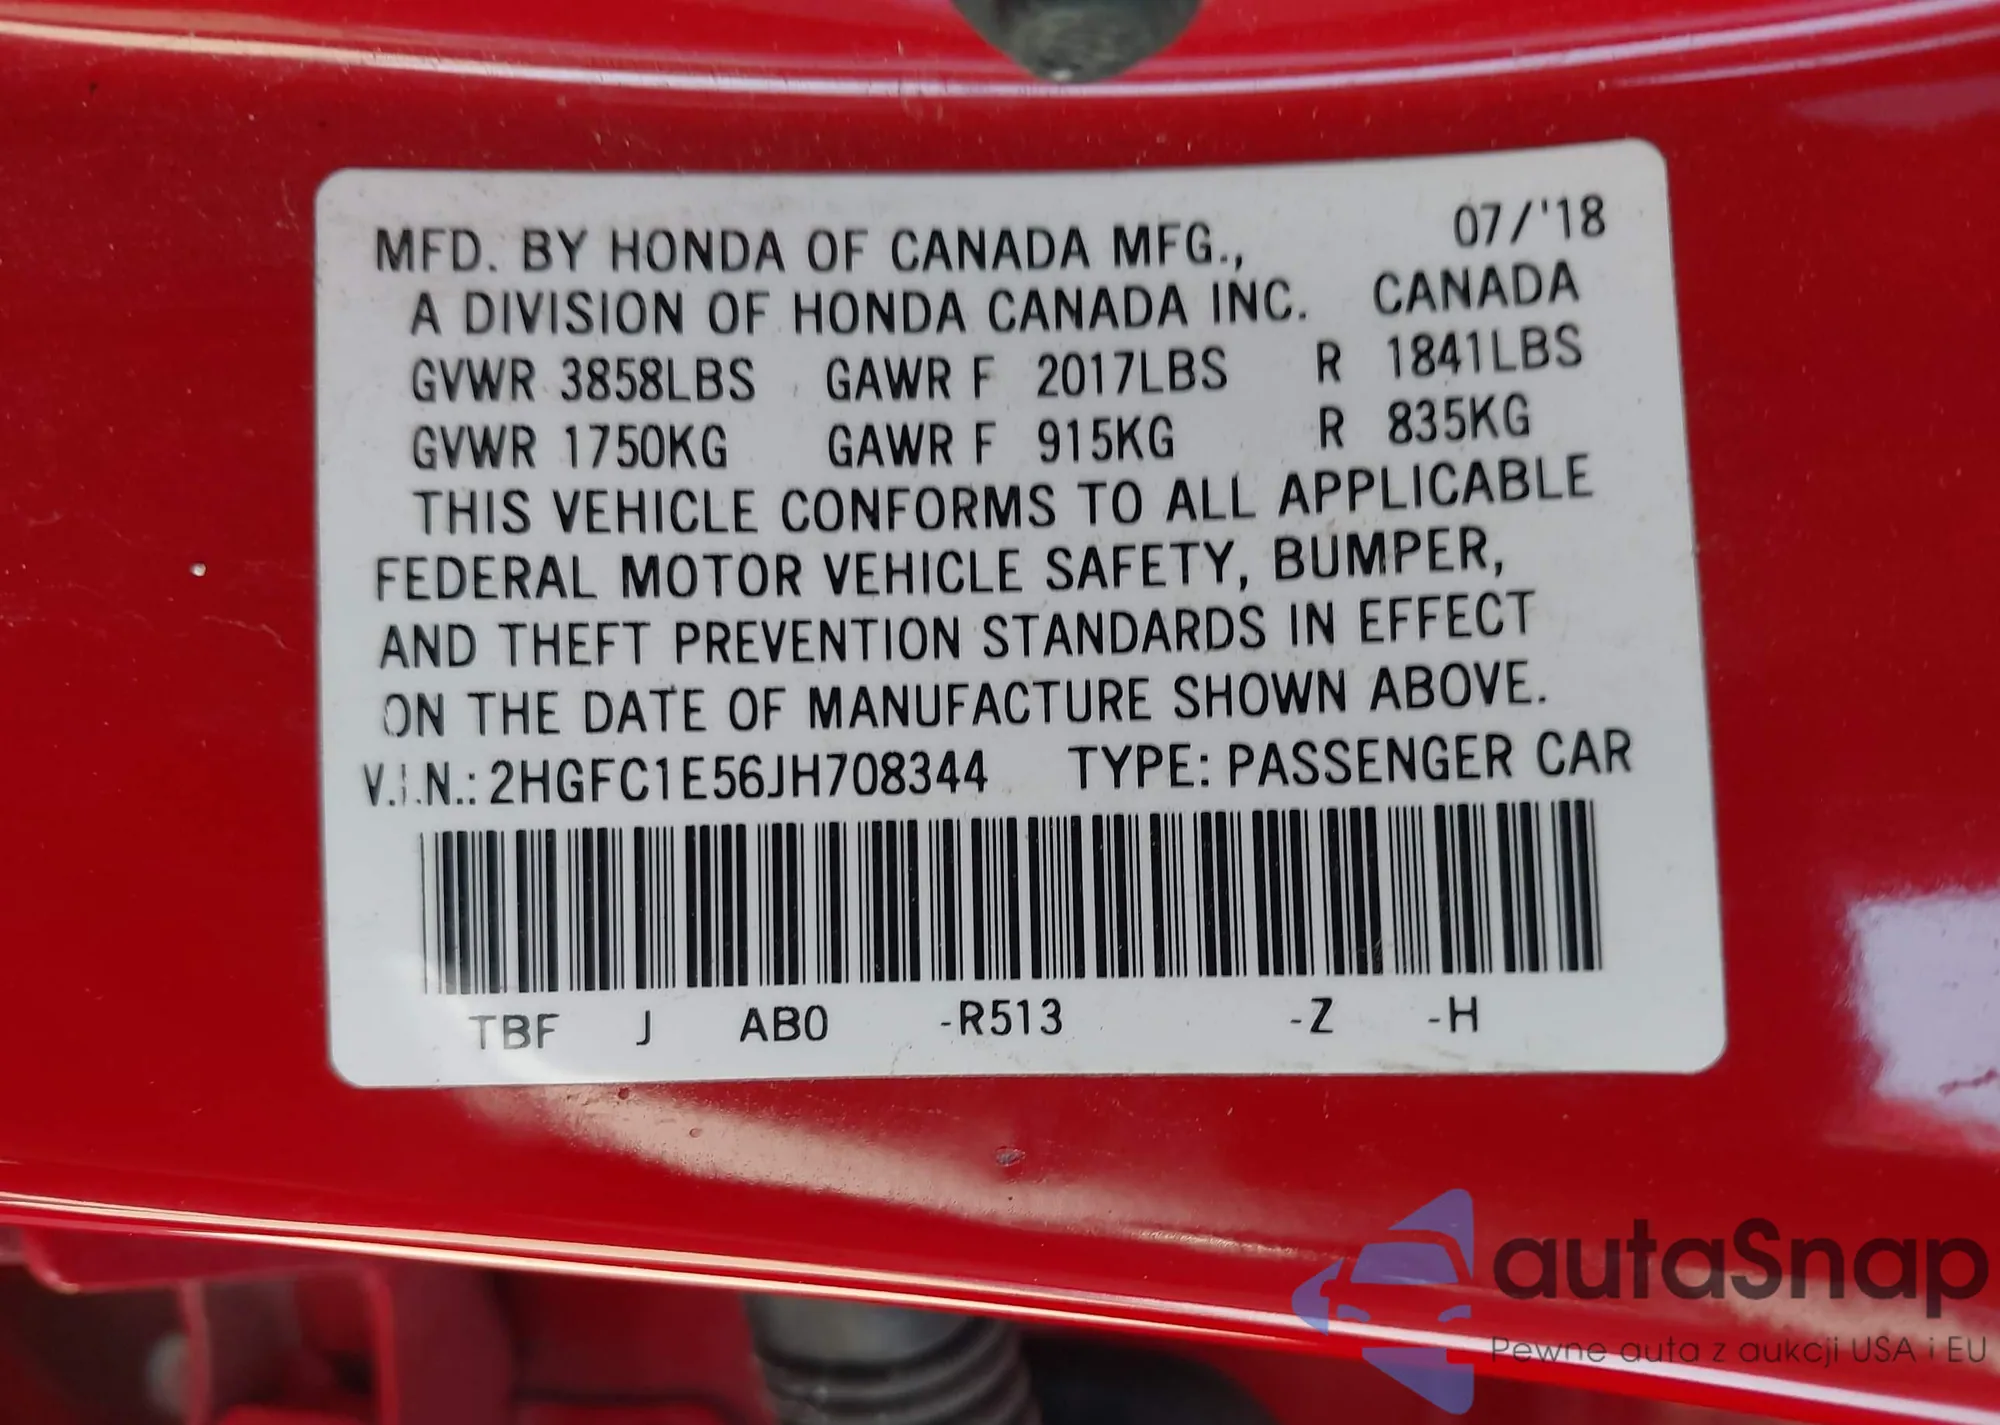 07/'18
MFD. BY HONDA OF CANADA MFG.,
A DIVISION OF HONDA CANADA INC. CANADA
GVWR 3858LBS GAWR F 2017LBS R 1841LBS
GVWR 1750KG GAWR F 915KG R 835KG
THIS VEHICLE CONFORMS TO ALL APPLICABLE
FEDERAL MOTOR VEHICLE SAFETY, BUMPER,
AND THEFT PREVENTION STANDARDS IN EFFECT
ON THE DATE OF MANUFACTURE SHOWN ABOVE.
V.I.N.: 2HGFC1E56JH708344 TYPE: PASSENGER CAR
TBF J AB0 -R513 -Z -H
autaSnap
Pewne auta z aukcji USA i EU